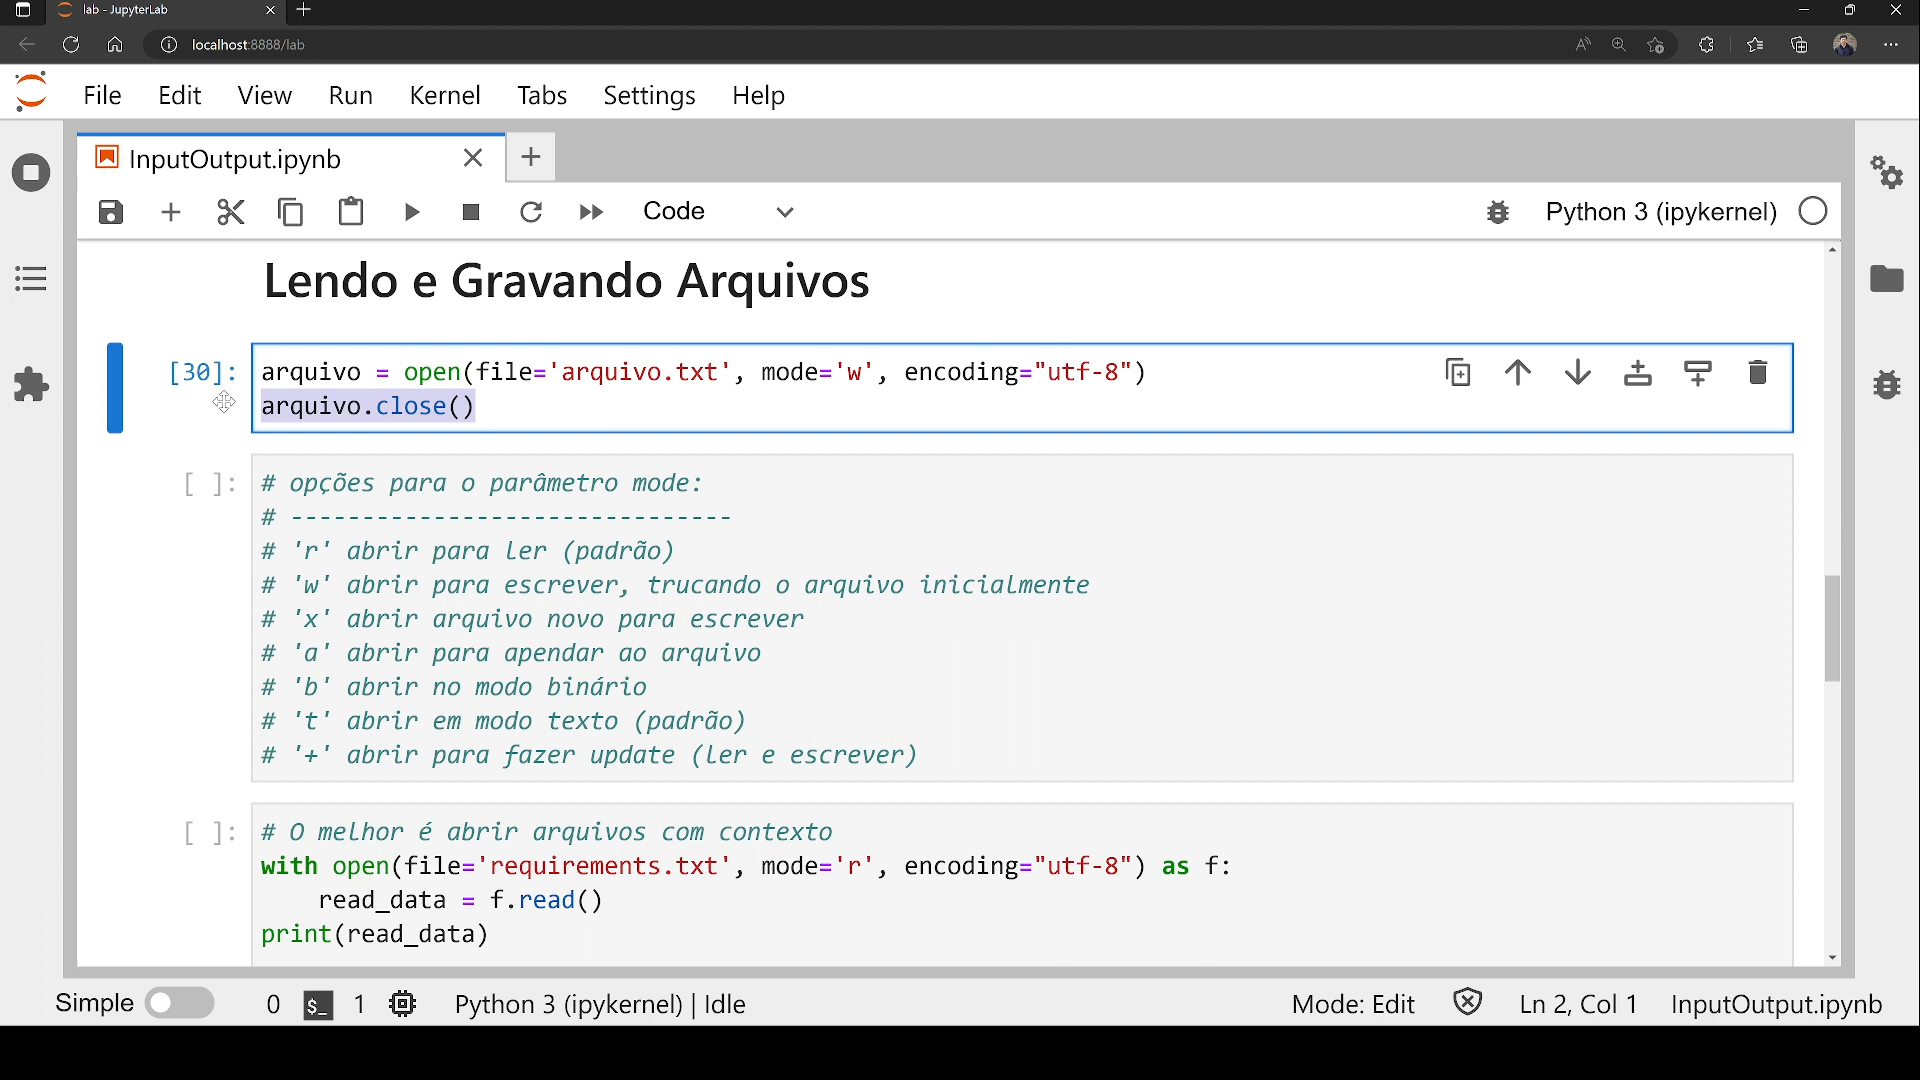 lab - JupyterLab
localhost:8888/lab
File Edit View Run Kernel Tabs Settings Help
InputOutput.ipynb
Code
Python 3 (ipykernel)
Lendo e Gravando Arquivos
[30]: arquivo = open(file='arquivo.txt', mode='w', encoding="utf-8")
arquivo.close()
[ ]: # opções para o parâmetro mode:
# -------------------------------
# 'r' abrir para ler (padrão)
# 'w' abrir para escrever, trucando o arquivo inicialmente
# 'x' abrir arquivo novo para escrever
# 'a' abrir para apendar ao arquivo
# 'b' abrir no modo binário
# 't' abrir em modo texto (padrão)
# '+' abrir para fazer update (ler e escrever)
[ ]: # O melhor é abrir arquivos com contexto
with open(file='requirements.txt', mode='r', encoding="utf-8") as f:
    read_data = f.read()
print(read_data)
Simple 0 $_ 1 Python 3 (ipykernel) | Idle Mode: Edit Ln 2, Col 1 InputOutput.ipynb